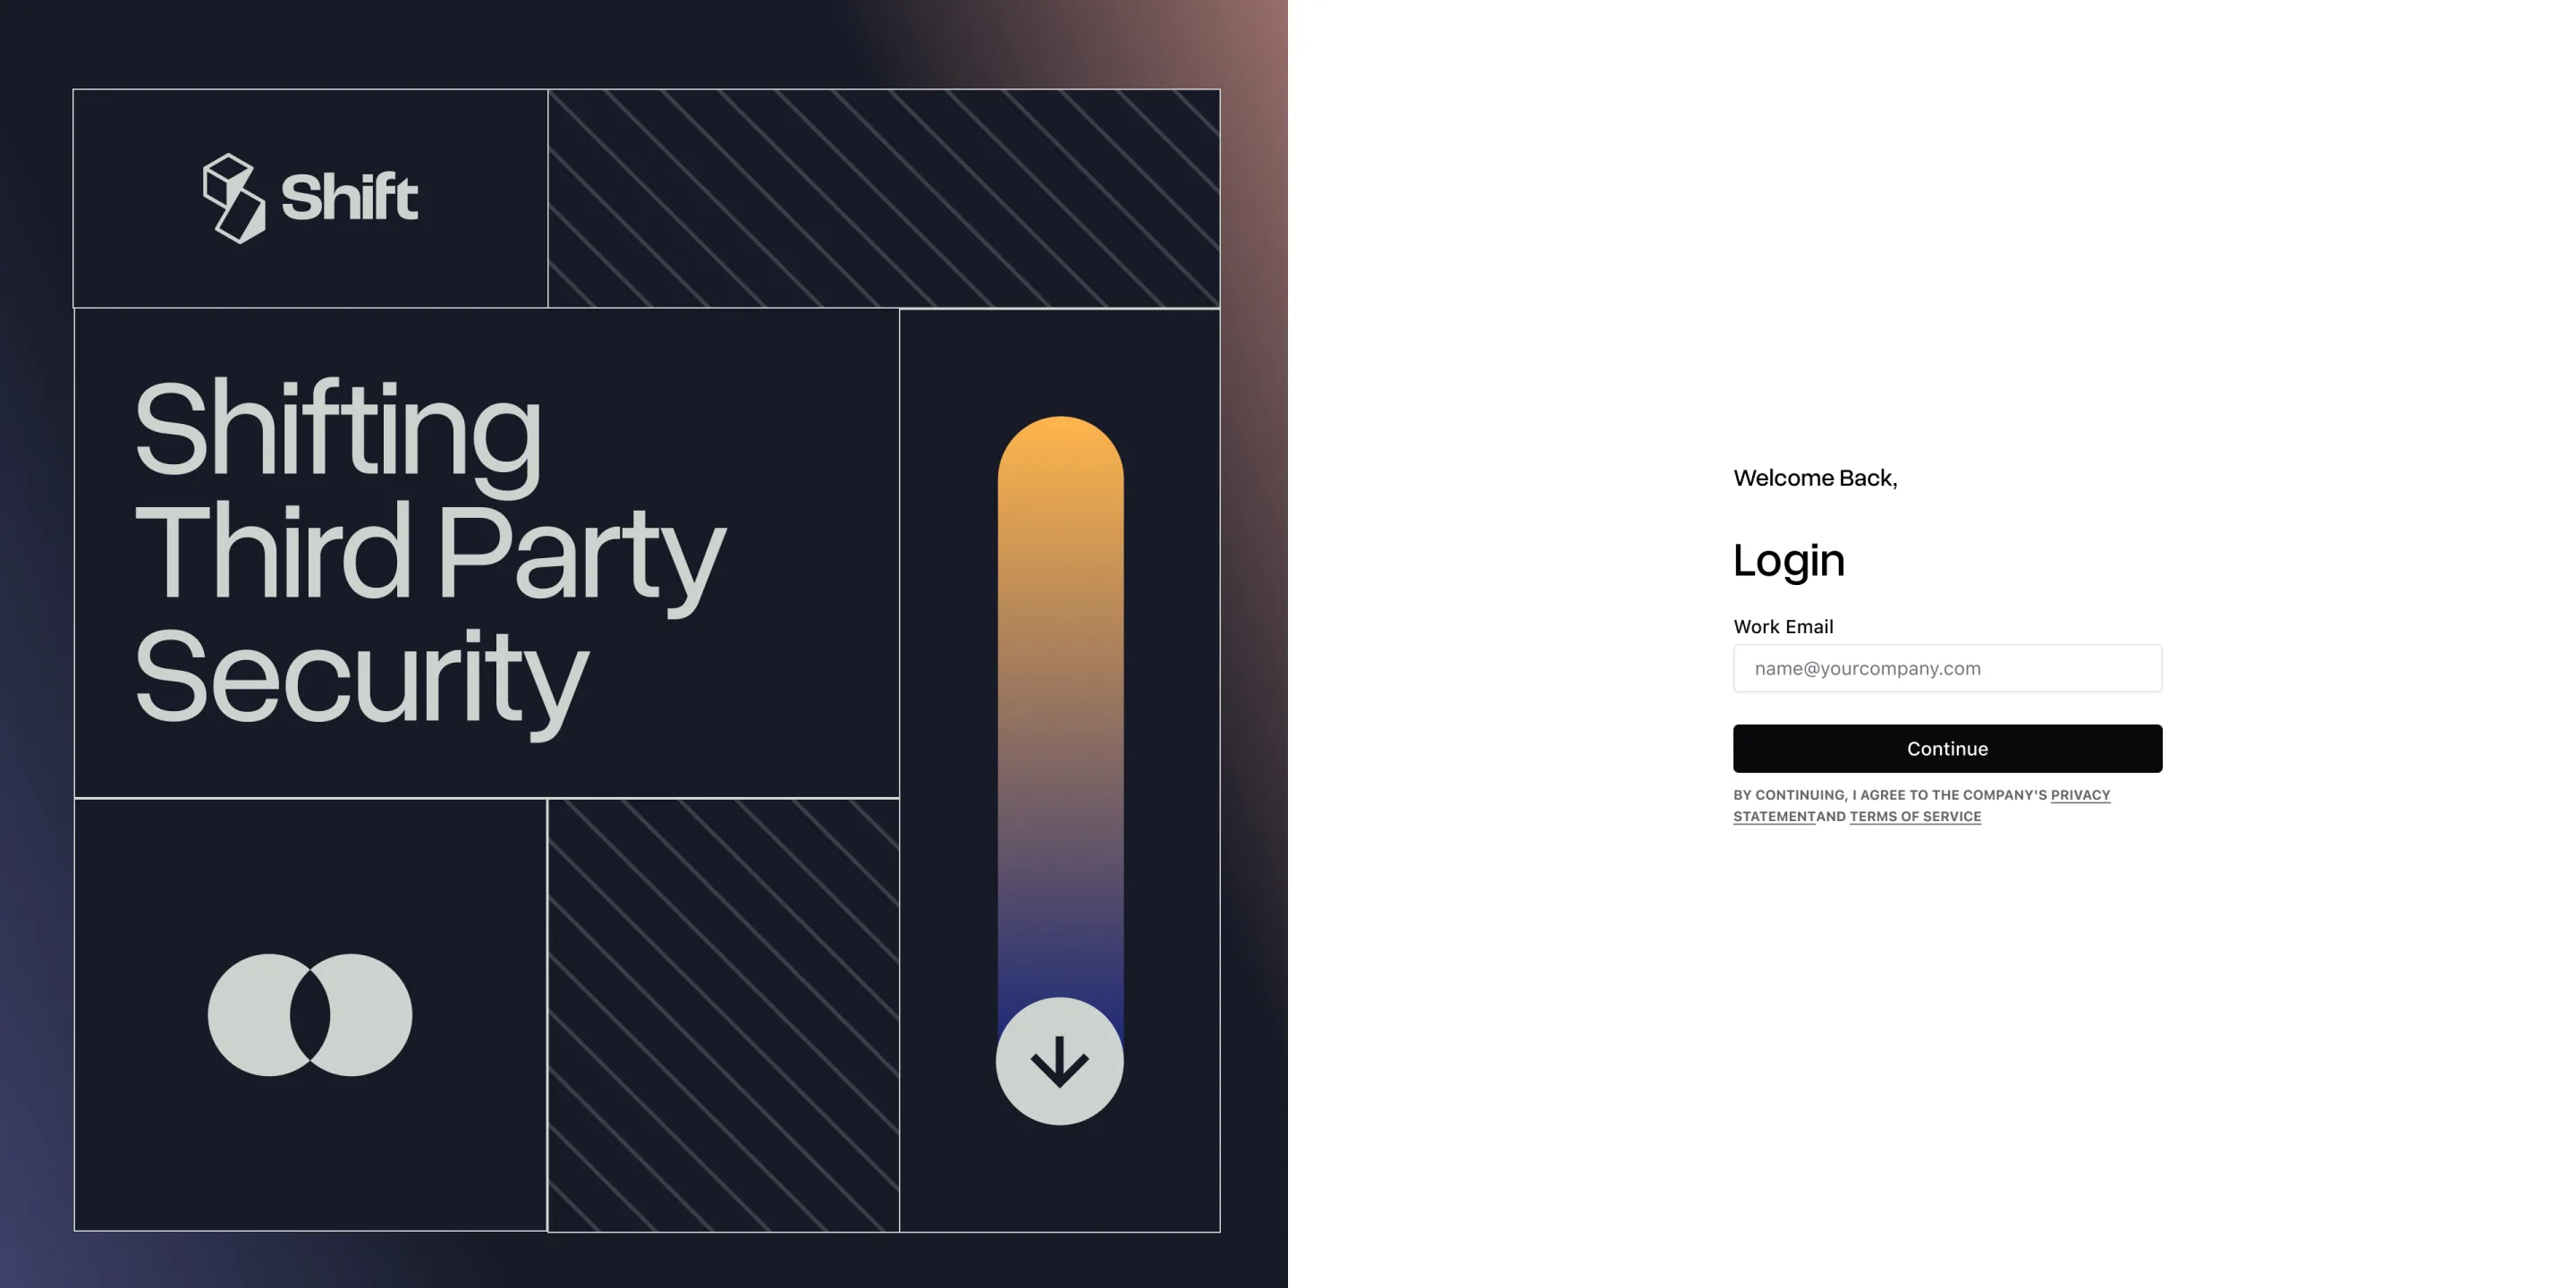 Shift
Shifting
Third Party
Security
Welcome Back,
Login
Work Email
name@yourcompany.com
Continue
BY CONTINUING, I AGREE TO THE COMPANY'S PRIVACY
STATEMENTAND TERMS OF SERVICE